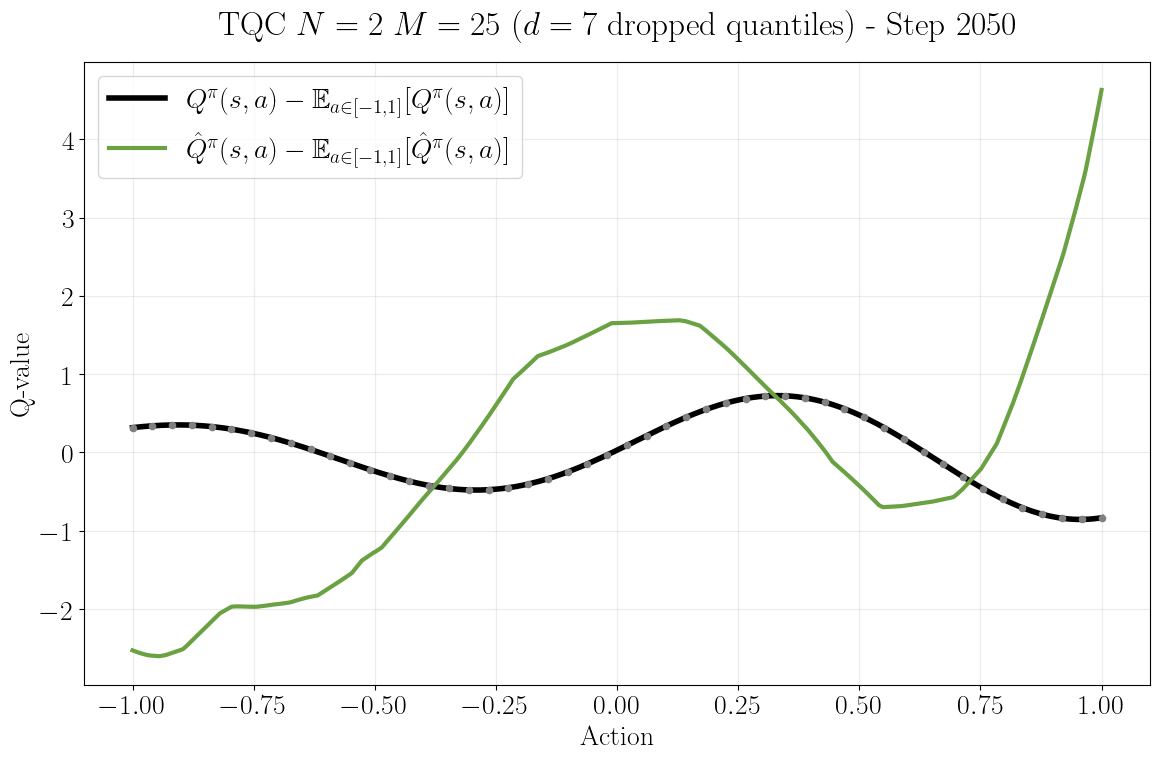 TQC N = 2 M = 25 (d = 7 dropped quantiles) - Step 2050
Q^π(s, a) − 𝔼_{a∈[−1,1]}[Q^π(s, a)]
Q̂^π(s, a) − 𝔼_{a∈[−1,1]}[Q̂^π(s, a)]
4
3
2
1
0
−1
−2
Q-value
−1.00 −0.75 −0.50 −0.25 0.00 0.25 0.50 0.75 1.00
Action